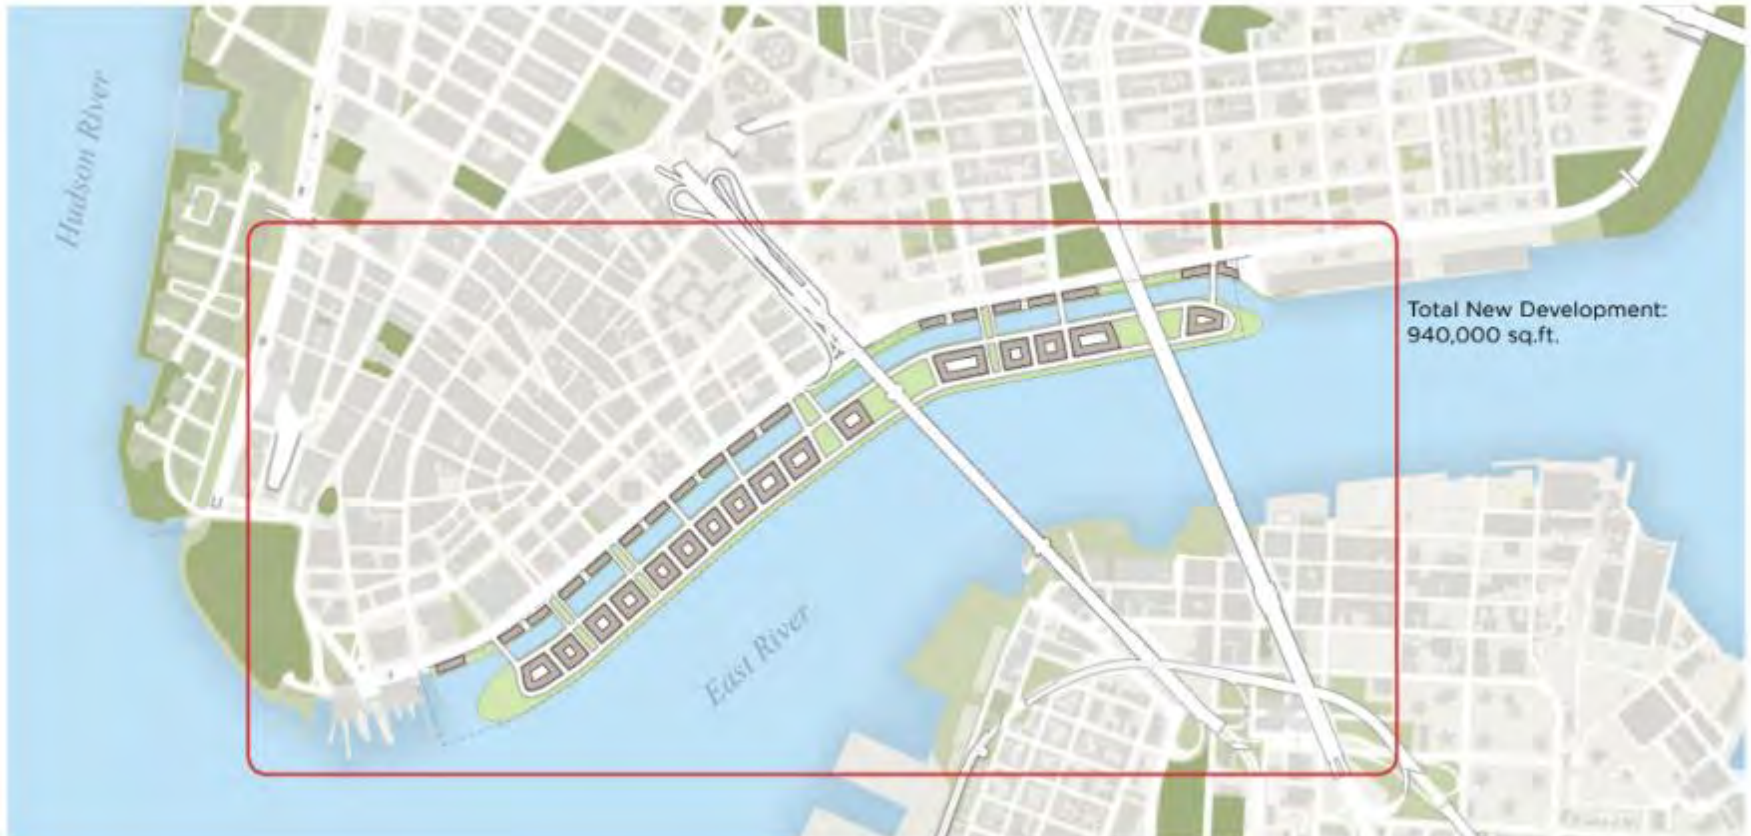 Hudson River
Total New Development:
940,000 sq.ft.
East River